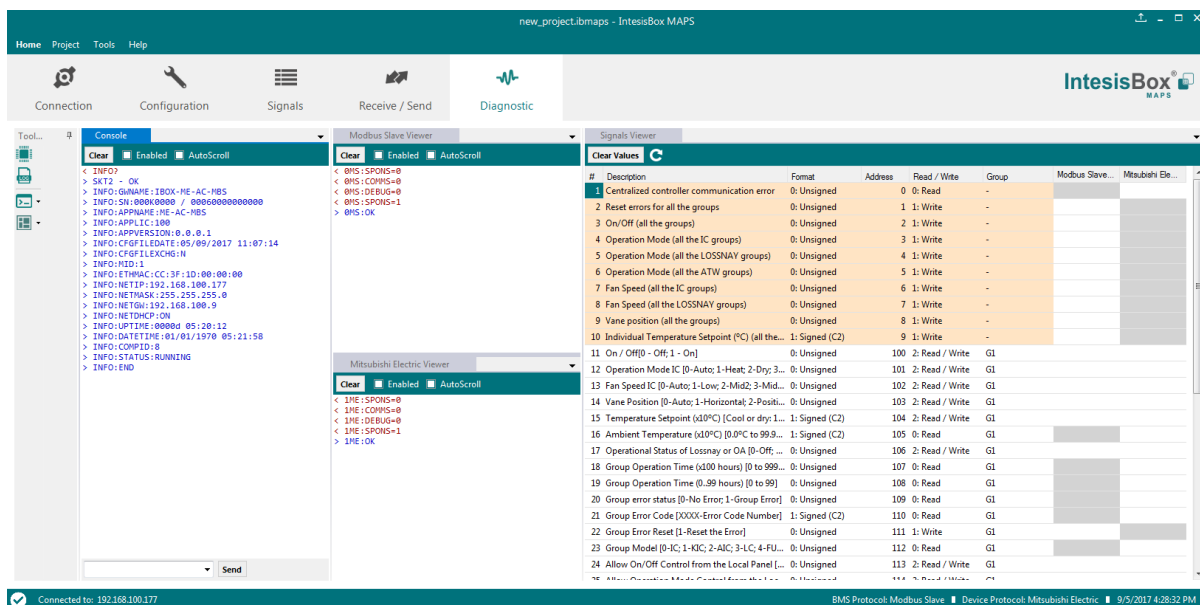 new_project.ibmaps - IntesisBox MAPS
Home Project Tools Help
Connection Configuration Signals Receive / Send Diagnostic
IntesisBox®
MAPS
Tool...
Console
Clear Enabled AutoScroll
< INFO?
> SKT2 - OK
> INFO:GWNAME:IBOX-ME-AC-MBS
> INFO:SN:000K0000 / 00060000000000
> INFO:APPNAME:ME-AC-MBS
> INFO:APPLIC:100
> INFO:APPVERSION:0.0.0.1
> INFO:CFGFILEDATE:05/09/2017 11:07:14
> INFO:CFGFILEXCHG:N
> INFO:MID:1
> INFO:ETHMAC:CC:3F:1D:00:00:00
> INFO:NETIP:192.168.100.177
> INFO:NETMASK:255.255.255.0
> INFO:NETGW:192.168.100.9
> INFO:NETDHCP:ON
> INFO:UPTIME:0000d 05:20:12
> INFO:DATETIME:01/01/1970 05:21:58
> INFO:COMPID:8
> INFO:STATUS:RUNNING
> INFO:END
Send
Modbus Slave Viewer
Clear Enabled AutoScroll
< 0MS:SPONS=0
< 0MS:COMMS=0
< 0MS:DEBUG=0
< 0MS:SPONS=1
> 0MS:OK
Mitsubishi Electric Viewer
Clear Enabled AutoScroll
< 1ME:SPONS=0
< 1ME:COMMS=0
< 1ME:DEBUG=0
< 1ME:SPONS=1
> 1ME:OK
Signals Viewer
Clear Values
# Description Format Address Read / Write Group Modbus Slave... Mitsubishi Ele...
1 Centralized controller communication error 0: Unsigned 0 0: Read -
2 Reset errors for all the groups 0: Unsigned 1 1: Write -
3 On/Off (all the groups) 0: Unsigned 2 1: Write -
4 Operation Mode (all the IC groups) 0: Unsigned 3 1: Write -
5 Operation Mode (all the LOSSNAY groups) 0: Unsigned 4 1: Write -
6 Operation Mode (all the ATW groups) 0: Unsigned 5 1: Write -
7 Fan Speed (all the IC groups) 0: Unsigned 6 1: Write -
8 Fan Speed (all the LOSSNAY groups) 0: Unsigned 7 1: Write -
9 Vane position (all the groups) 0: Unsigned 8 1: Write -
10 Individual Temperature Setpoint (ºC) (all the... 1: Signed (C2) 9 1: Write -
11 On / Off[0 - Off; 1 - On] 0: Unsigned 100 2: Read / Write G1
12 Operation Mode IC [0-Auto; 1-Heat; 2-Dry; 3... 0: Unsigned 101 2: Read / Write G1
13 Fan Speed IC [0-Auto; 1-Low; 2-Mid2; 3-Mid... 0: Unsigned 102 2: Read / Write G1
14 Vane Position [0-Auto; 1-Horizontal; 2-Positi... 0: Unsigned 103 2: Read / Write G1
15 Temperature Setpoint (x10ºC) [Cool or dry: 1... 1: Signed (C2) 104 2: Read / Write G1
16 Ambient Temperature (x10ºC) [0.0ºC to 99.9... 1: Signed (C2) 105 0: Read G1
17 Operational Status of Lossnay or OA [0-Off; ... 0: Unsigned 106 2: Read / Write G1
18 Group Operation Time (x100 hours) [0 to 999... 0: Unsigned 107 0: Read G1
19 Group Operation Time (0..99 hours) [0 to 99] 0: Unsigned 108 0: Read G1
20 Group error status [0-No Error; 1-Group Error] 0: Unsigned 109 0: Read G1
21 Group Error Code [XXXX-Error Code Number] 1: Signed (C2) 110 0: Read G1
22 Group Error Reset [1-Reset the Error] 0: Unsigned 111 1: Write G1
23 Group Model [0-IC; 1-KIC; 2-AIC; 3-LC; 4-FU... 0: Unsigned 112 0: Read G1
24 Allow On/Off Control from the Local Panel [... 0: Unsigned 113 2: Read / Write G1
Connected to: 192.168.100.177
BMS Protocol: Modbus Slave Device Protocol: Mitsubishi Electric 9/5/2017 4:28:32 PM